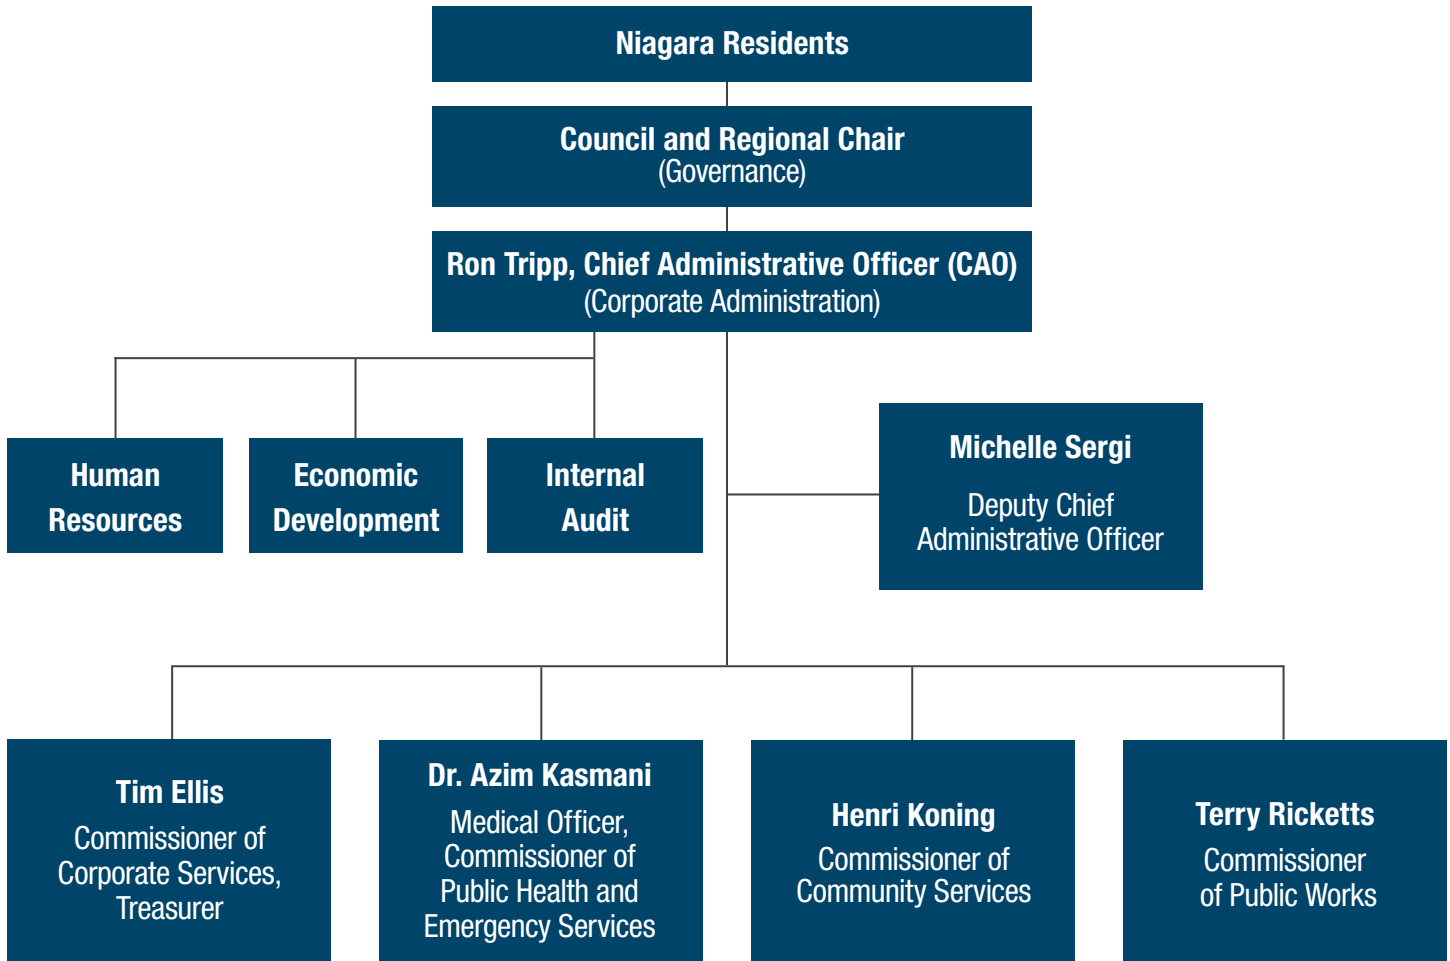 Niagara Residents
Council and Regional Chair
(Governance)
Ron Tripp, Chief Administrative Officer (CAO)
(Corporate Administration)
Human
Resources
Economic
Development
Internal
Audit
Michelle Sergi
Deputy Chief
Administrative Officer
Tim Ellis
Commissioner of
Corporate Services,
Treasurer
Dr. Azim Kasmani
Medical Officer,
Commissioner of
Public Health and
Emergency Services
Henri Koning
Commissioner of
Community Services
Terry Ricketts
Commissioner
of Public Works